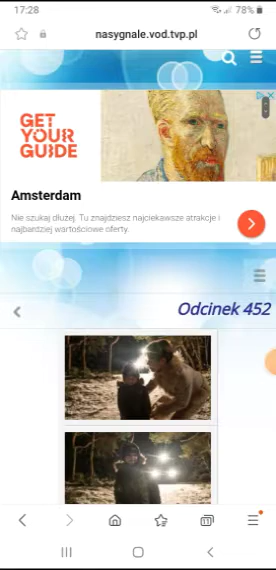 17:28
78%
nasygnale.vod.tvp.pl
GET
YOUR
GUIDE
Amsterdam
Nie szukaj dłużej. Tu znajdziesz najciekawsze atrakcje i
najbardziej wartościowe oferty.
Odcinek 452
11